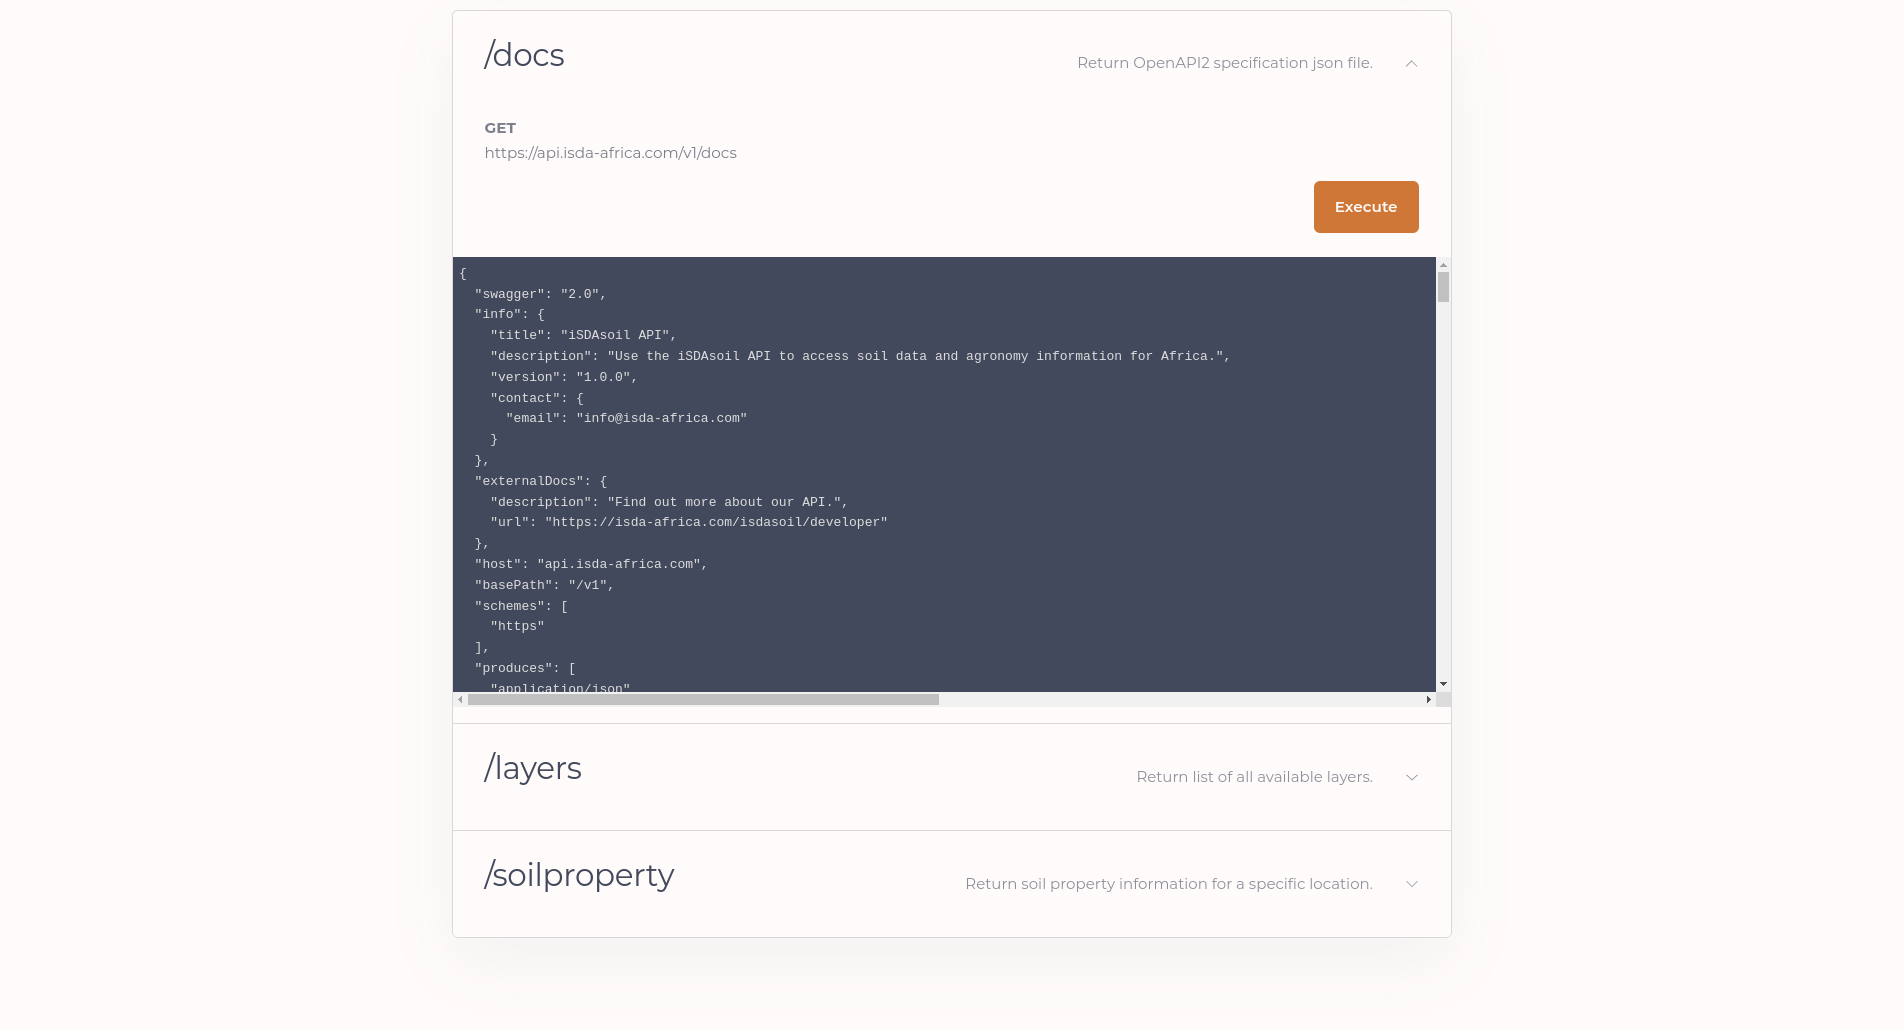 /docs
Return OpenAPI2 specification json file.
GET
https://api.isda-africa.com/v1/docs
Execute
{
  "swagger": "2.0",
  "info": {
    "title": "iSDAsoil API",
    "description": "Use the iSDAsoil API to access soil data and agronomy information for Africa.",
    "version": "1.0.0",
    "contact": {
      "email": "info@isda-africa.com"
    }
  },
  "externalDocs": {
    "description": "Find out more about our API.",
    "url": "https://isda-africa.com/isdasoil/developer"
  },
  "host": "api.isda-africa.com",
  "basePath": "/v1",
  "schemes": [
    "https"
  ],
  "produces": [
    "application/json"
/layers
Return list of all available layers.
/soilproperty
Return soil property information for a specific location.